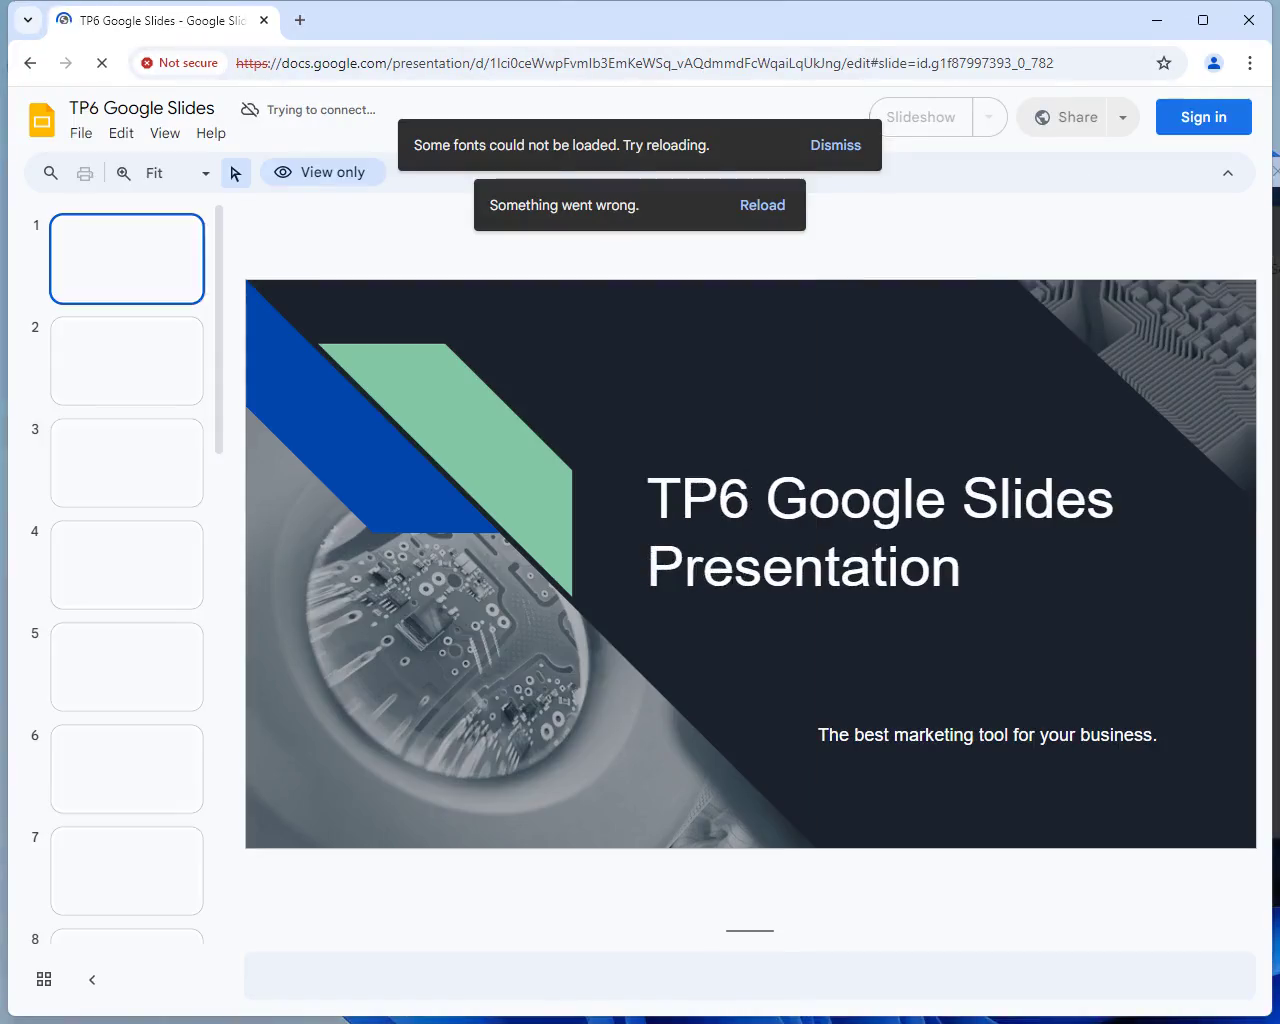 TP6 Google Slides - Google Slid
Not secure https://docs.google.com/presentation/d/1Ici0ceWwpFvmIb3EmKeWSq_vAQdmmdFcWqaiLqUkJng/edit#slide=id.g1f87997393_0_782
TP6 Google Slides Trying to connect...
File Edit View Help
Slideshow Share Sign in
Some fonts could not be loaded. Try reloading. Dismiss
Fit View only
Something went wrong. Reload
1
2
3
4
5
6
7
8
TP6 Google Slides
Presentation
The best marketing tool for your business.